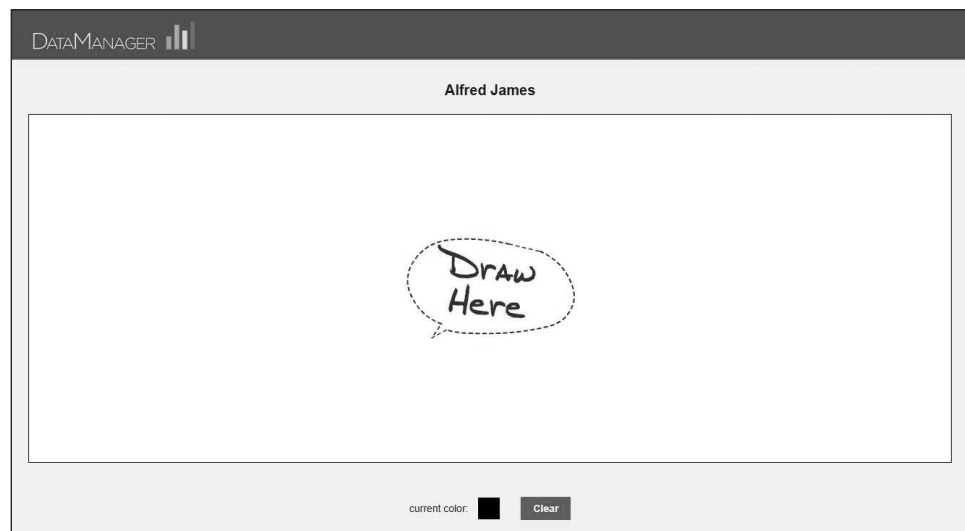 DATAMANAGER
Alfred James
Draw
Here
current color:
Clear